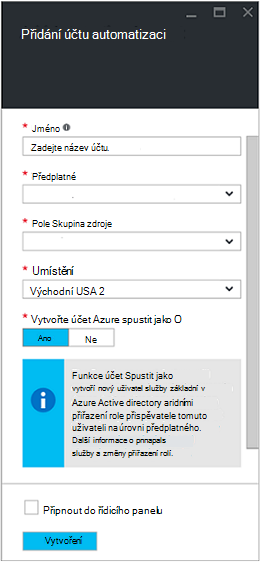 Přidání účtu automatizaci
* Jméno
Zadejte název účtu.
* Předplatné
* Pole Skupina zdroje
* Umístění
Východní USA 2
* Vytvořte účet Azure spustit jako O
Ano Ne
Funkce účet Spustit jako
vytvoří nový uživatel služby základní v
Azure Active directory aridními
přiřazení role přispěvatele tomuto
uživateli na úrovni předplatného.
Další informace o pnnapals
služby a změny přiřazení rolí.
Připnout do řídicího panelu
Vytvoření